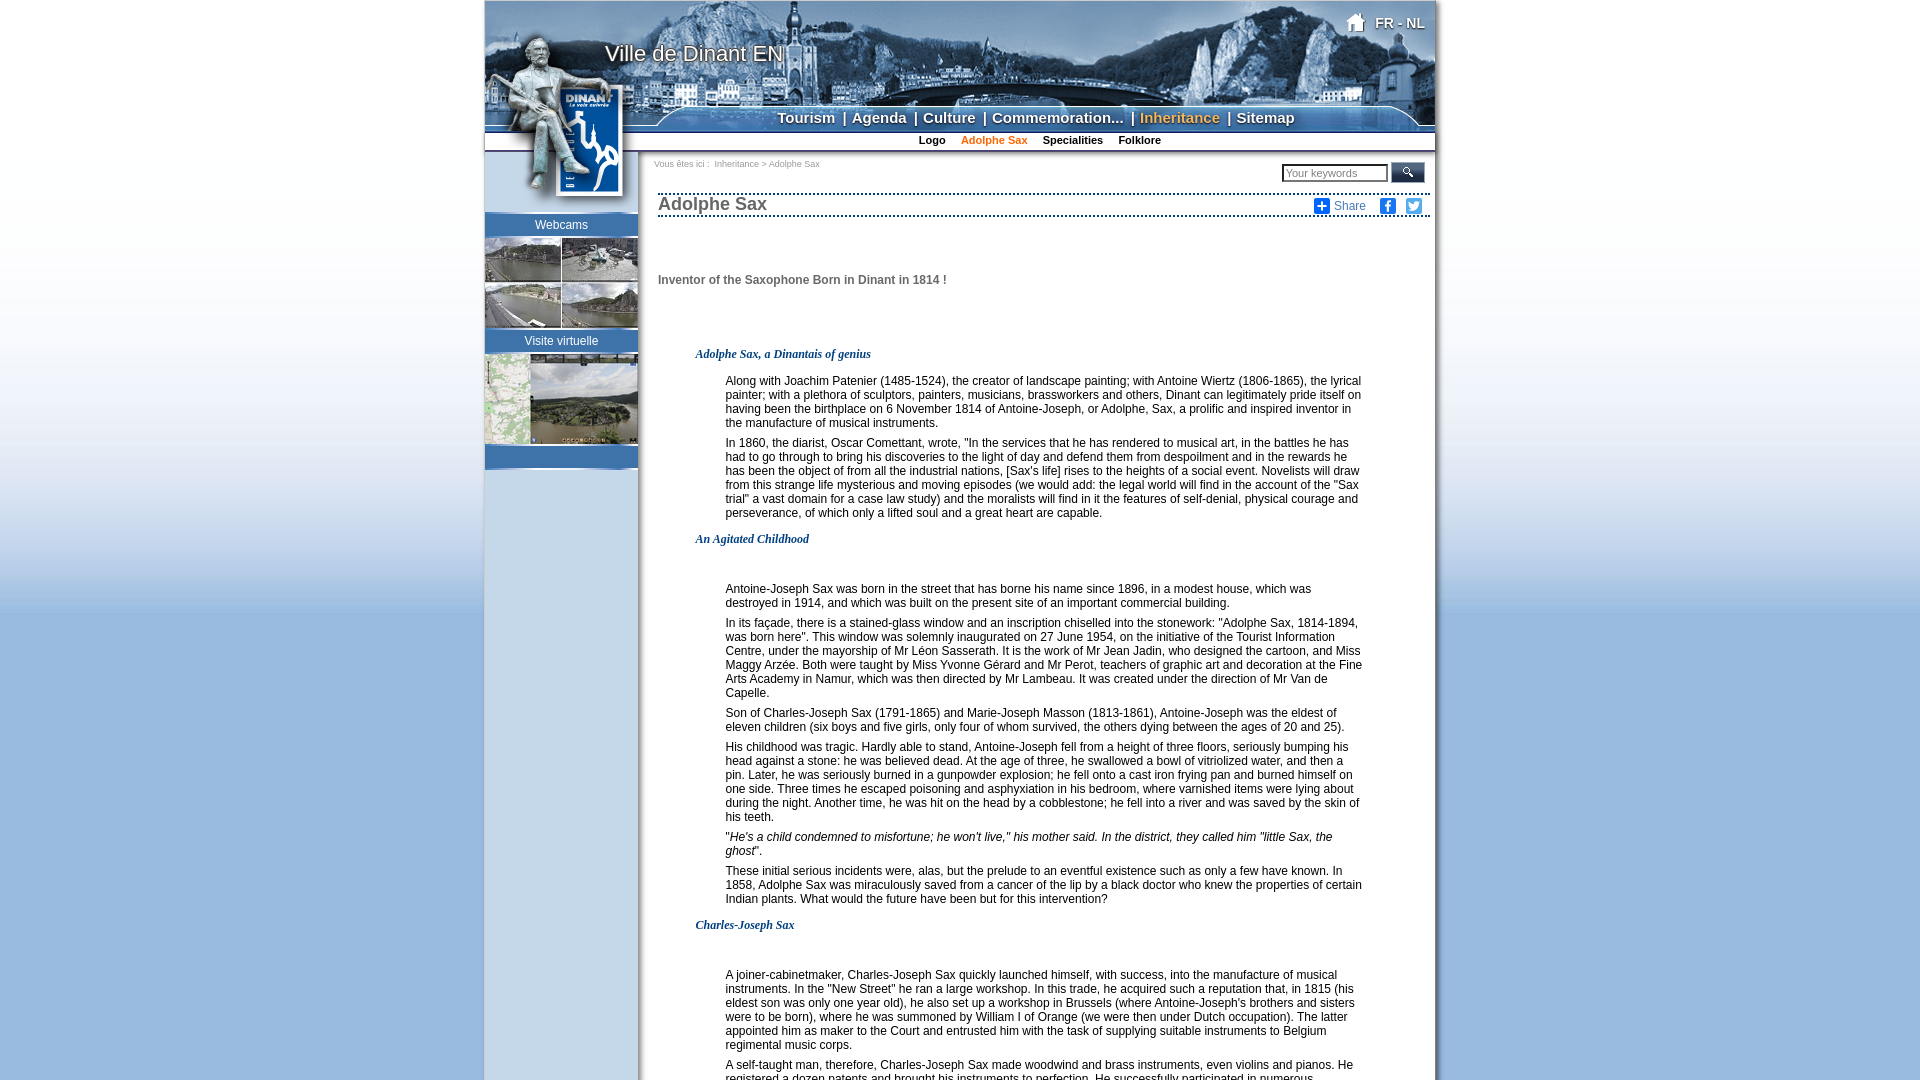 FR - NL
Ville de Dinant EN
DINANT
La voix cuivrée
Tourism | Agenda | Culture | Commemoration... | Inheritance | Sitemap
Logo Adolphe Sax Specialities Folklore
Vous êtes ici : Inheritance > Adolphe Sax
Your keywords
Adolphe Sax
Share
Webcams
Visite virtuelle
Inventor of the Saxophone Born in Dinant in 1814 !
Adolphe Sax, a Dinantais of genius
Along with Joachim Patenier (1485-1524), the creator of landscape painting; with Antoine Wiertz (1806-1865), the lyrical
painter; with a plethora of sculptors, painters, musicians, brassworkers and others, Dinant can legitimately pride itself on
having been the birthplace on 6 November 1814 of Antoine-Joseph, or Adolphe, Sax, a prolific and inspired inventor in
the manufacture of musical instruments.
In 1860, the diarist, Oscar Comettant, wrote, "In the services that he has rendered to musical art, in the battles he has
had to go through to bring his discoveries to the light of day and defend them from despoilment and in the rewards he
has been the object of from all the industrial nations, [Sax's life] rises to the heights of a social event. Novelists will draw
from this strange life mysterious and moving episodes (we would add: the legal world will find in the account of the "Sax
trial" a vast domain for a case law study) and the moralists will find in it the features of self-denial, physical courage and
perseverance, of which only a lifted soul and a great heart are capable.
An Agitated Childhood
Antoine-Joseph Sax was born in the street that has borne his name since 1896, in a modest house, which was
destroyed in 1914, and which was built on the present site of an important commercial building.
In its façade, there is a stained-glass window and an inscription chiselled into the stonework: "Adolphe Sax, 1814-1894,
was born here". This window was solemnly inaugurated on 27 June 1954, on the initiative of the Tourist Information
Centre, under the mayorship of Mr Léon Sasserath. It is the work of Mr Jean Jadin, who designed the cartoon, and Miss
Maggy Arzée. Both were taught by Miss Yvonne Gérard and Mr Perot, teachers of graphic art and decoration at the Fine
Arts Academy in Namur, which was then directed by Mr Lambeau. It was created under the direction of Mr Van de
Capelle.
Son of Charles-Joseph Sax (1791-1865) and Marie-Joseph Masson (1813-1861), Antoine-Joseph was the eldest of
eleven children (six boys and five girls, only four of whom survived, the others dying between the ages of 20 and 25).
His childhood was tragic. Hardly able to stand, Antoine-Joseph fell from a height of three floors, seriously bumping his
head against a stone: he was believed dead. At the age of three, he swallowed a bowl of vitriolized water, and then a
pin. Later, he was seriously burned in a gunpowder explosion; he fell onto a cast iron frying pan and burned himself on
one side. Three times he escaped poisoning and asphyxiation in his bedroom, where varnished items were lying about
during the night. Another time, he was hit on the head by a cobblestone; he fell into a river and was saved by the skin of
his teeth.
"He's a child condemned to misfortune; he won't live," his mother said. In the district, they called him "little Sax, the
ghost".
These initial serious incidents were, alas, but the prelude to an eventful existence such as only a few have known. In
1858, Adolphe Sax was miraculously saved from a cancer of the lip by a black doctor who knew the properties of certain
Indian plants. What would the future have been but for this intervention?
Charles-Joseph Sax
A joiner-cabinetmaker, Charles-Joseph Sax quickly launched himself, with success, into the manufacture of musical
instruments. In the "New Street" he ran a large workshop. In this trade, he acquired such a reputation that, in 1815 (his
eldest son was only one year old), he also set up a workshop in Brussels (where Antoine-Joseph's brothers and sisters
were to be born), where he was summoned by William I of Orange (we were then under Dutch occupation). The latter
appointed him as maker to the Court and entrusted him with the task of supplying suitable instruments to Belgium
regimental music corps.
A self-taught man, therefore, Charles-Joseph Sax made woodwind and brass instruments, even violins and pianos. He
registered a dozen patents and brought his instruments to perfection. He successfully participated in numerous